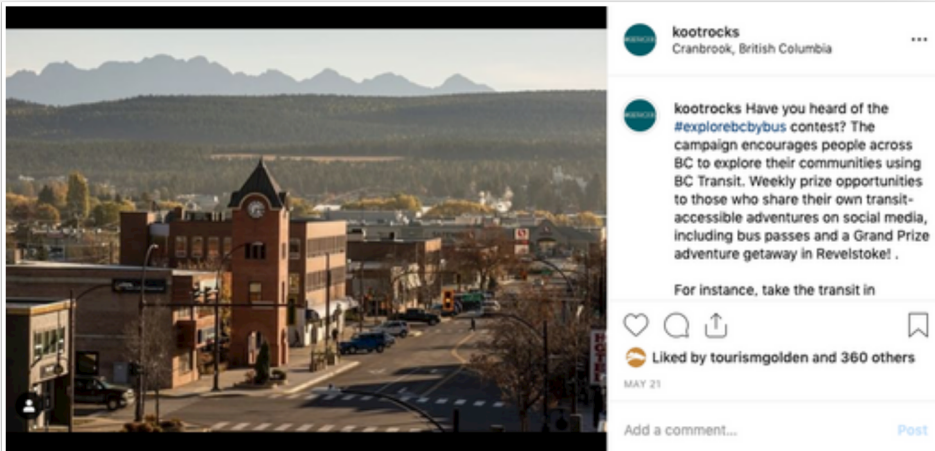 kootrocks
Cranbrook, British Columbia
kootrocks Have you heard of the
#explorebcbybus contest? The
campaign encourages people across
BC to explore their communities using
BC Transit. Weekly prize opportunities
to those who share their own transit-
accessible adventures on social media,
including bus passes and a Grand Prize
adventure getaway in Revelstoke! .
For instance, take the transit in
Liked by tourismgolden and 360 others
MAY 21
Add a comment...
Post
HOTEL